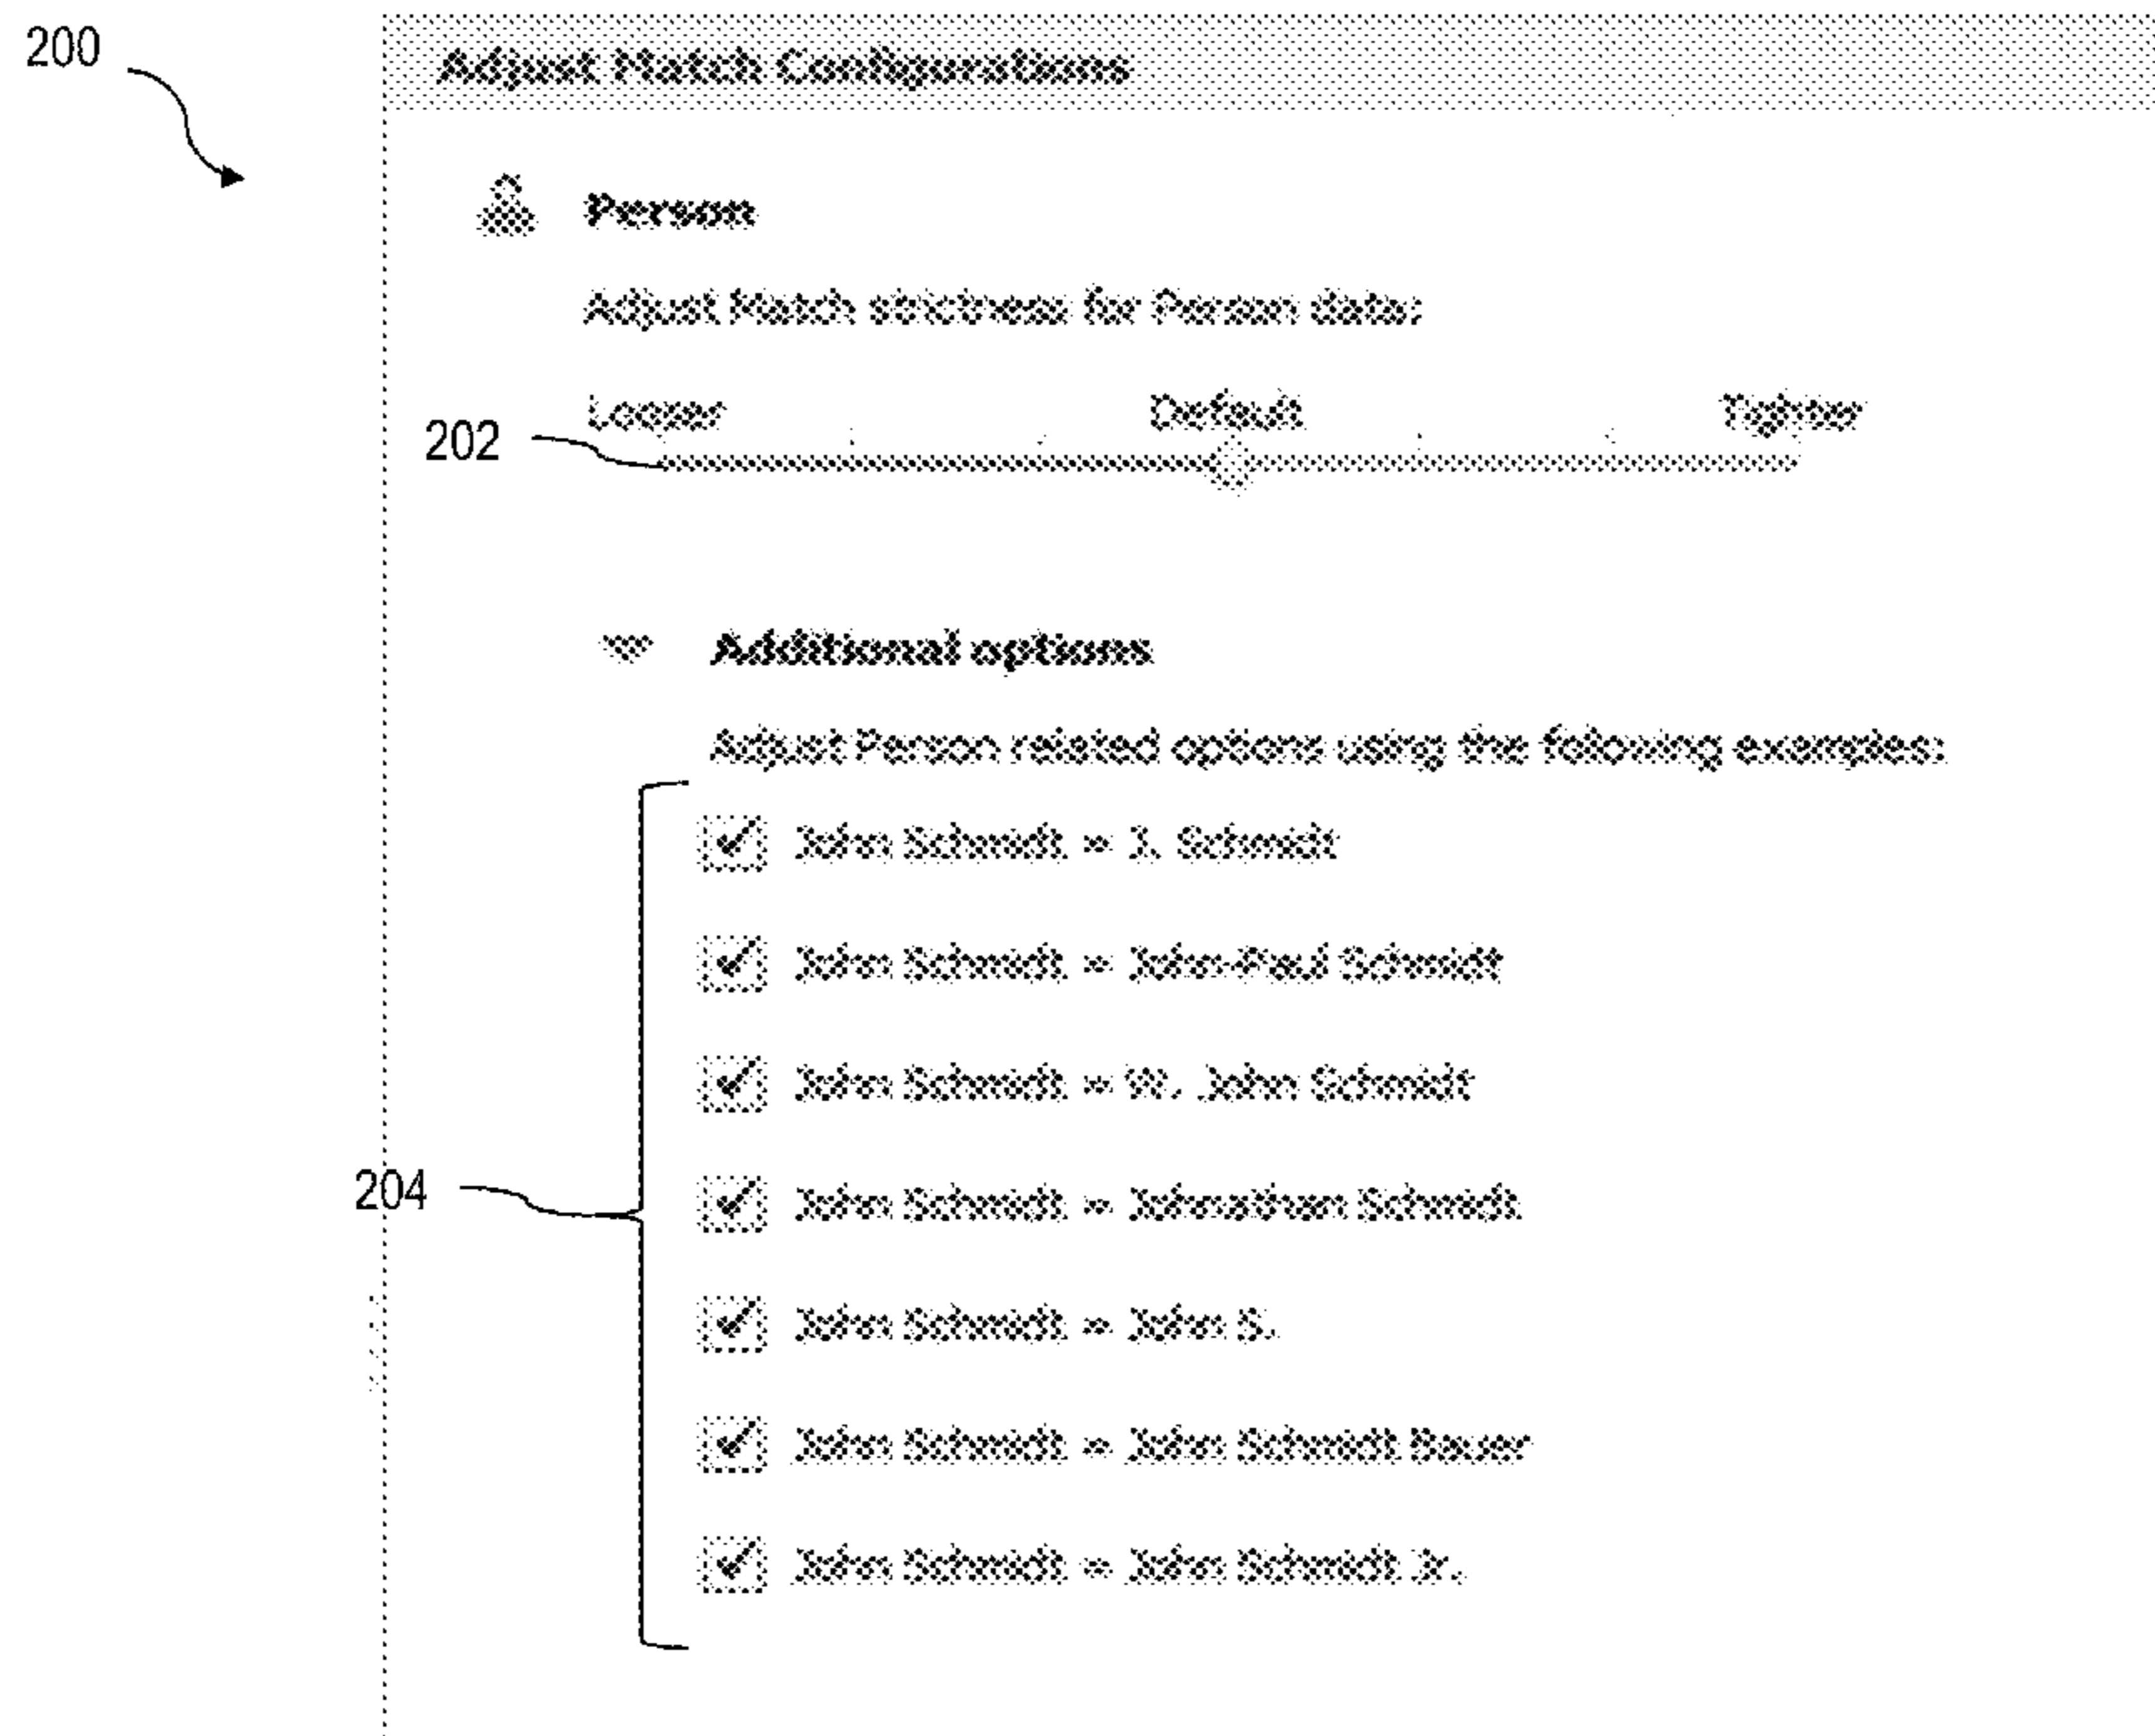 200
Adjust Match Configurations
Person
Adjust Match strictness for Person data:
Looser Default Tighter
202
Additional options
Adjust Person related options using the following examples:
John Schmidt = J. Schmidt
John Schmidt = John-Paul Schmidt
John Schmidt = W. John Schmidt
204
John Schmidt = Johnathan Schmidt
John Schmidt = John S.
John Schmidt = John Schmidt Bauer
John Schmidt = John Schmidt Jr.